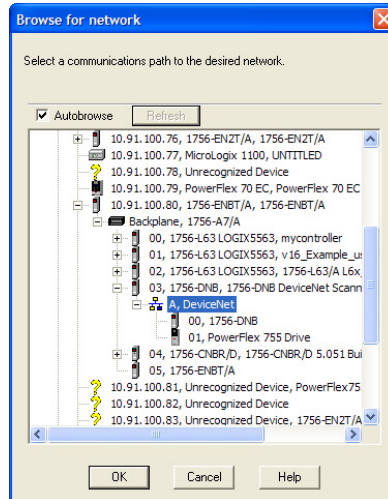 Browse for network
Select a communications path to the desired network.
Autobrowse
Refresh
10.91.100.76, 1756-EN2T/A, 1756-EN2T/A
10.91.100.77, MicroLogix 1100, UNTITLED
10.91.100.78, Unrecognized Device
10.91.100.79, PowerFlex 70 EC, PowerFlex 70 EC
10.91.100.80, 1756-ENBT/A, 1756-ENBT/A
Backplane, 1756-A7/A
00, 1756-L63 LOGIX5563, mycontroller
01, 1756-L63 LOGIX5563, v16_Example_u
02, 1756-L63 LOGIX5563, 1756-L63/A L6x
03, 1756-DNB, 1756-DNB DeviceNet Scann
A, DeviceNet
00, 1756-DNB
01, PowerFlex 755 Drive
04, 1756-CNBR/D, 1756-CNBR/D 5.051 Bui
05, 1756-ENBT/A
10.91.100.81, Unrecognized Device, PowerFlex 75
10.91.100.82, Unrecognized Device
10.91.100.83, Unrecognized Device, 1756-EN2T/A
OK
Cancel
Help